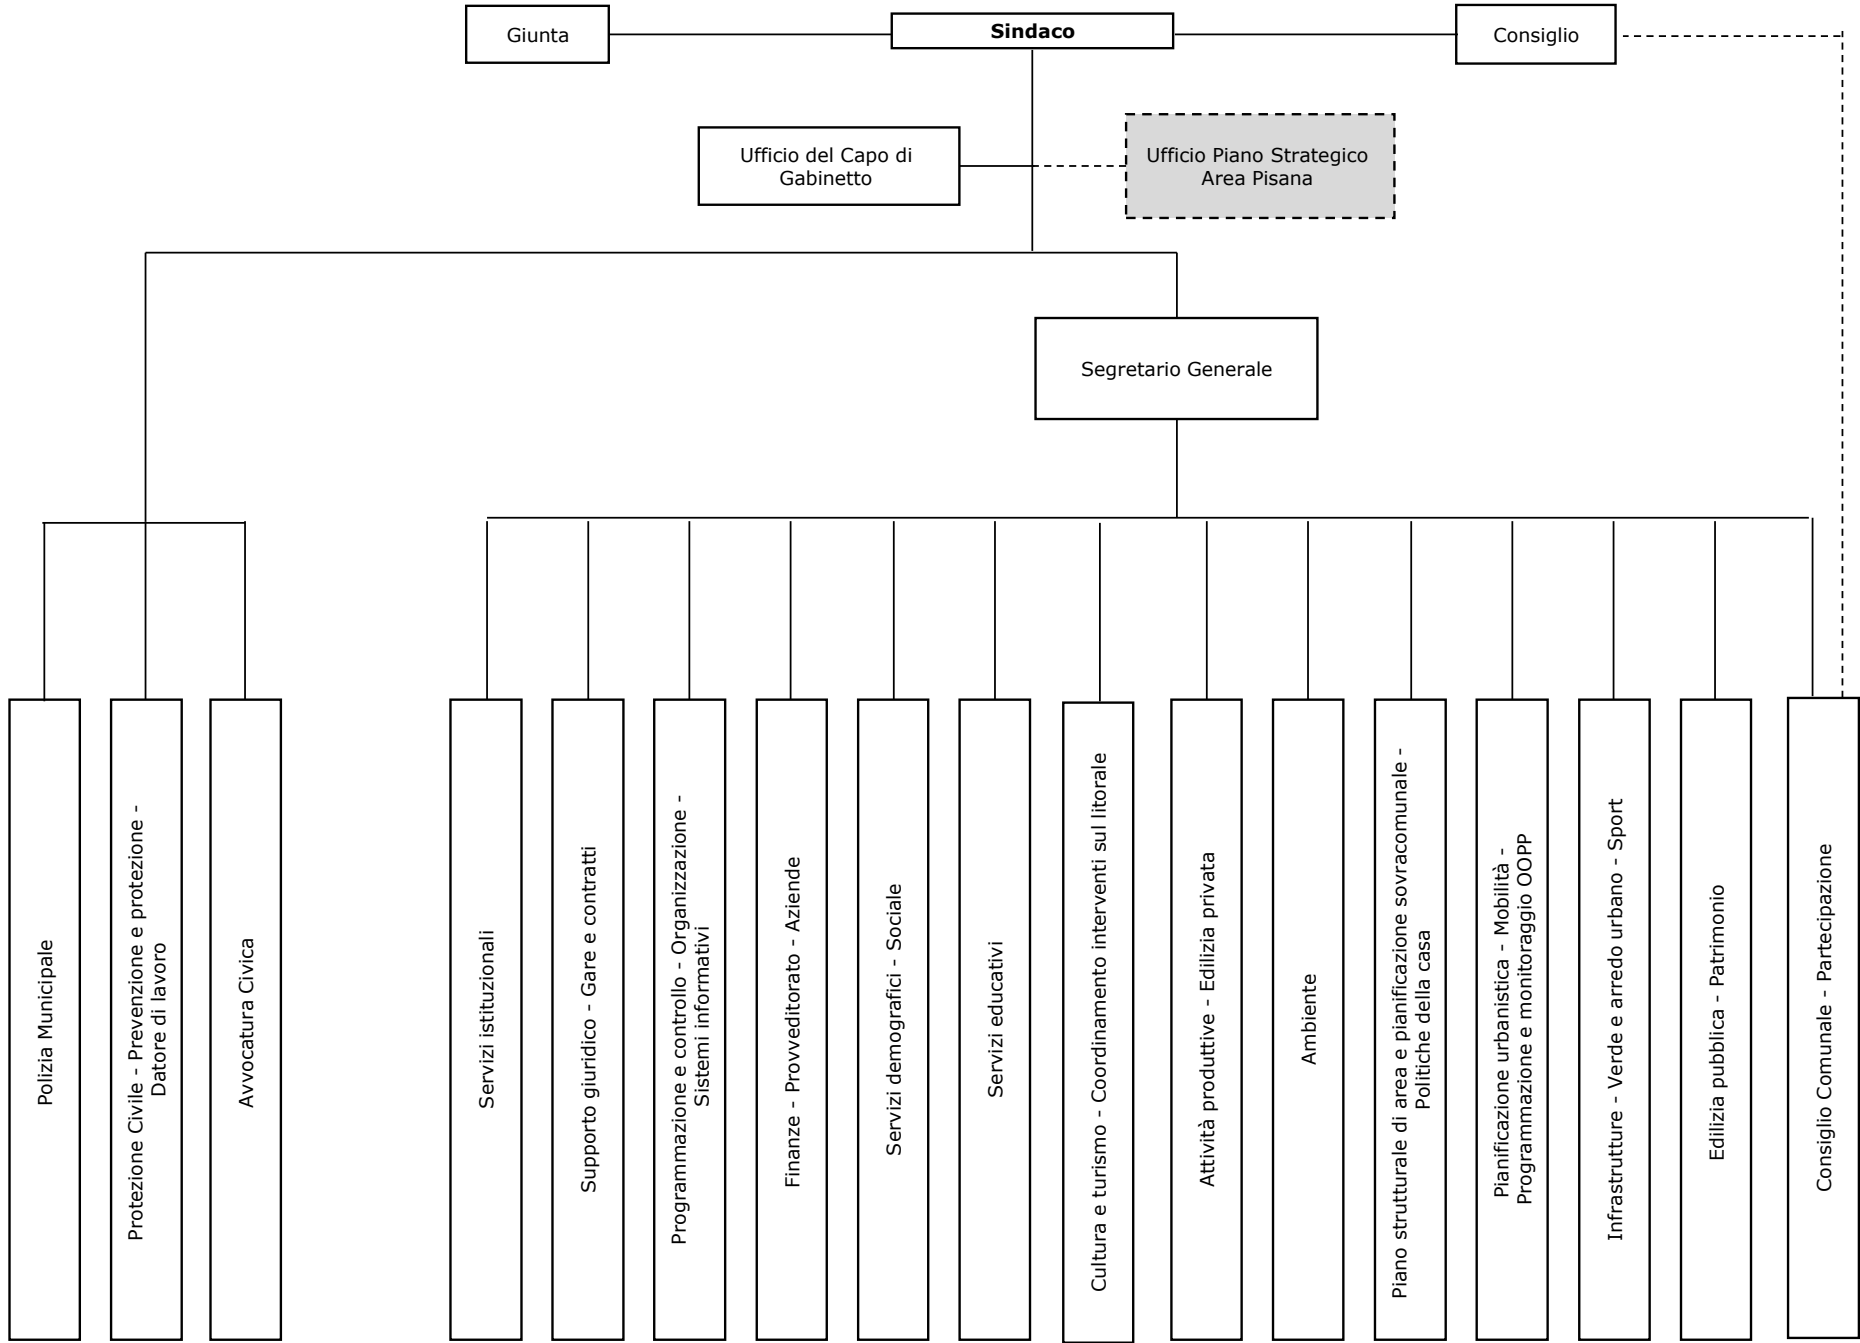 Giunta
Sindaco
Consiglio
Ufficio del Capo di
Gabinetto
Ufficio Piano Strategico
Area Pisana
Segretario Generale
Polizia Municipale
Protezione Civile - Prevenzione e protezione -
Datore di lavoro
Avvocatura Civica
Servizi istituzionali
Supporto giuridico - Gare e contratti
Programmazione e controllo - Organizzazione -
Sistemi informativi
Finanze - Provveditorato - Aziende
Servizi demografici - Sociale
Servizi educativi
Cultura e turismo - Coordinamento interventi sul litorale
Attività produttive - Edilizia privata
Ambiente
Piano strutturale di area e pianificazione sovracomunale -
Politiche della casa
Pianificazione urbanistica - Mobilità -
Programmazione e monitoraggio OOPP
Infrastrutture - Verde e arredo urbano - Sport
Edilizia pubblica - Patrimonio
Consiglio Comunale - Partecipazione